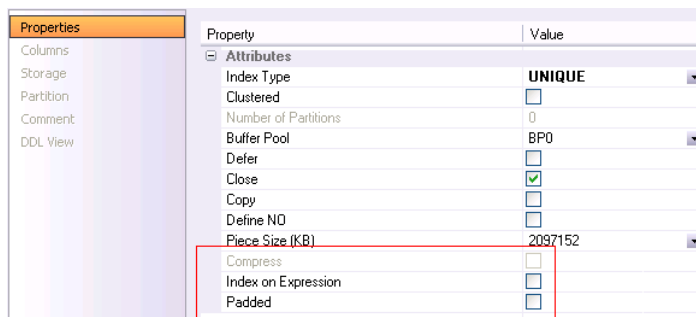 Properties
Columns
Storage
Partition
Comment
DDL View
Property Value
Attributes
Index Type UNIQUE
Clustered
Number of Partitions 0
Buffer Pool BP0
Defer
Close
Copy
Define NO
Piece Size (KB) 2097152
Compress
Index on Expression
Padded